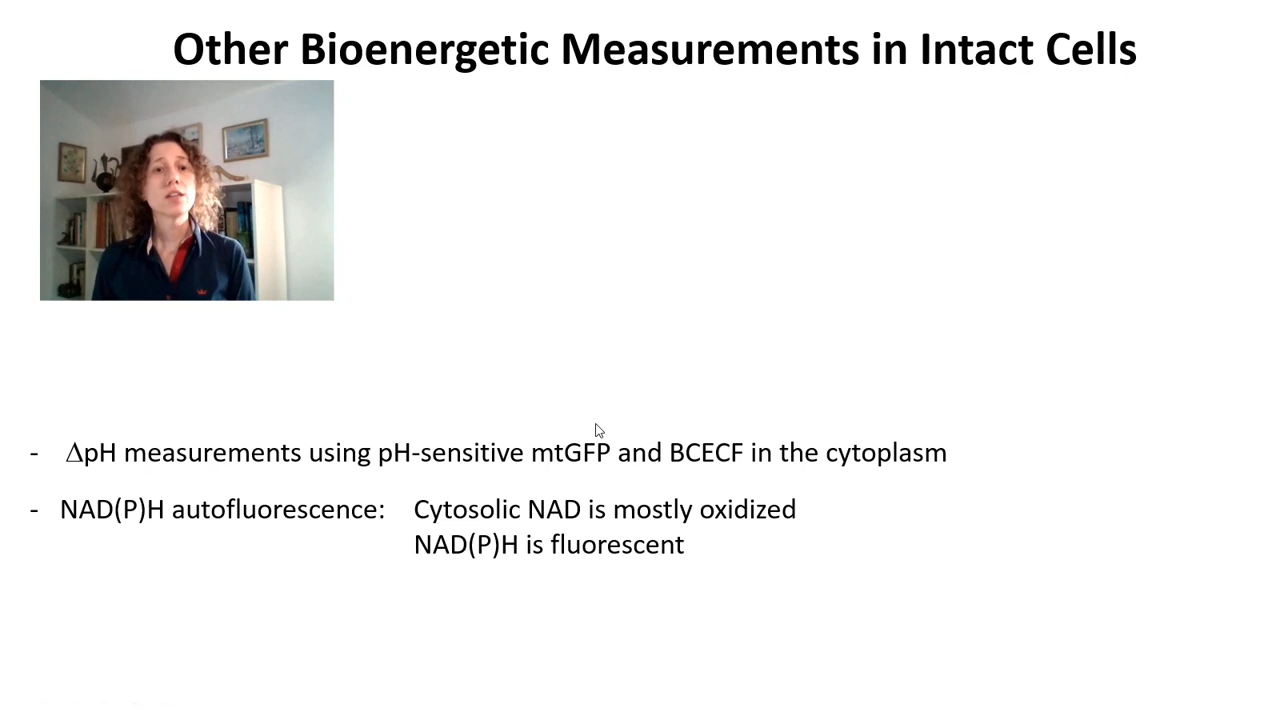 Other Bioenergetic Measurements in Intact Cells
- ΔpH measurements using pH-sensitive mtGFP and BCECF in the cytoplasm
- NAD(P)H autofluorescence: Cytosolic NAD is mostly oxidized
NAD(P)H is fluorescent